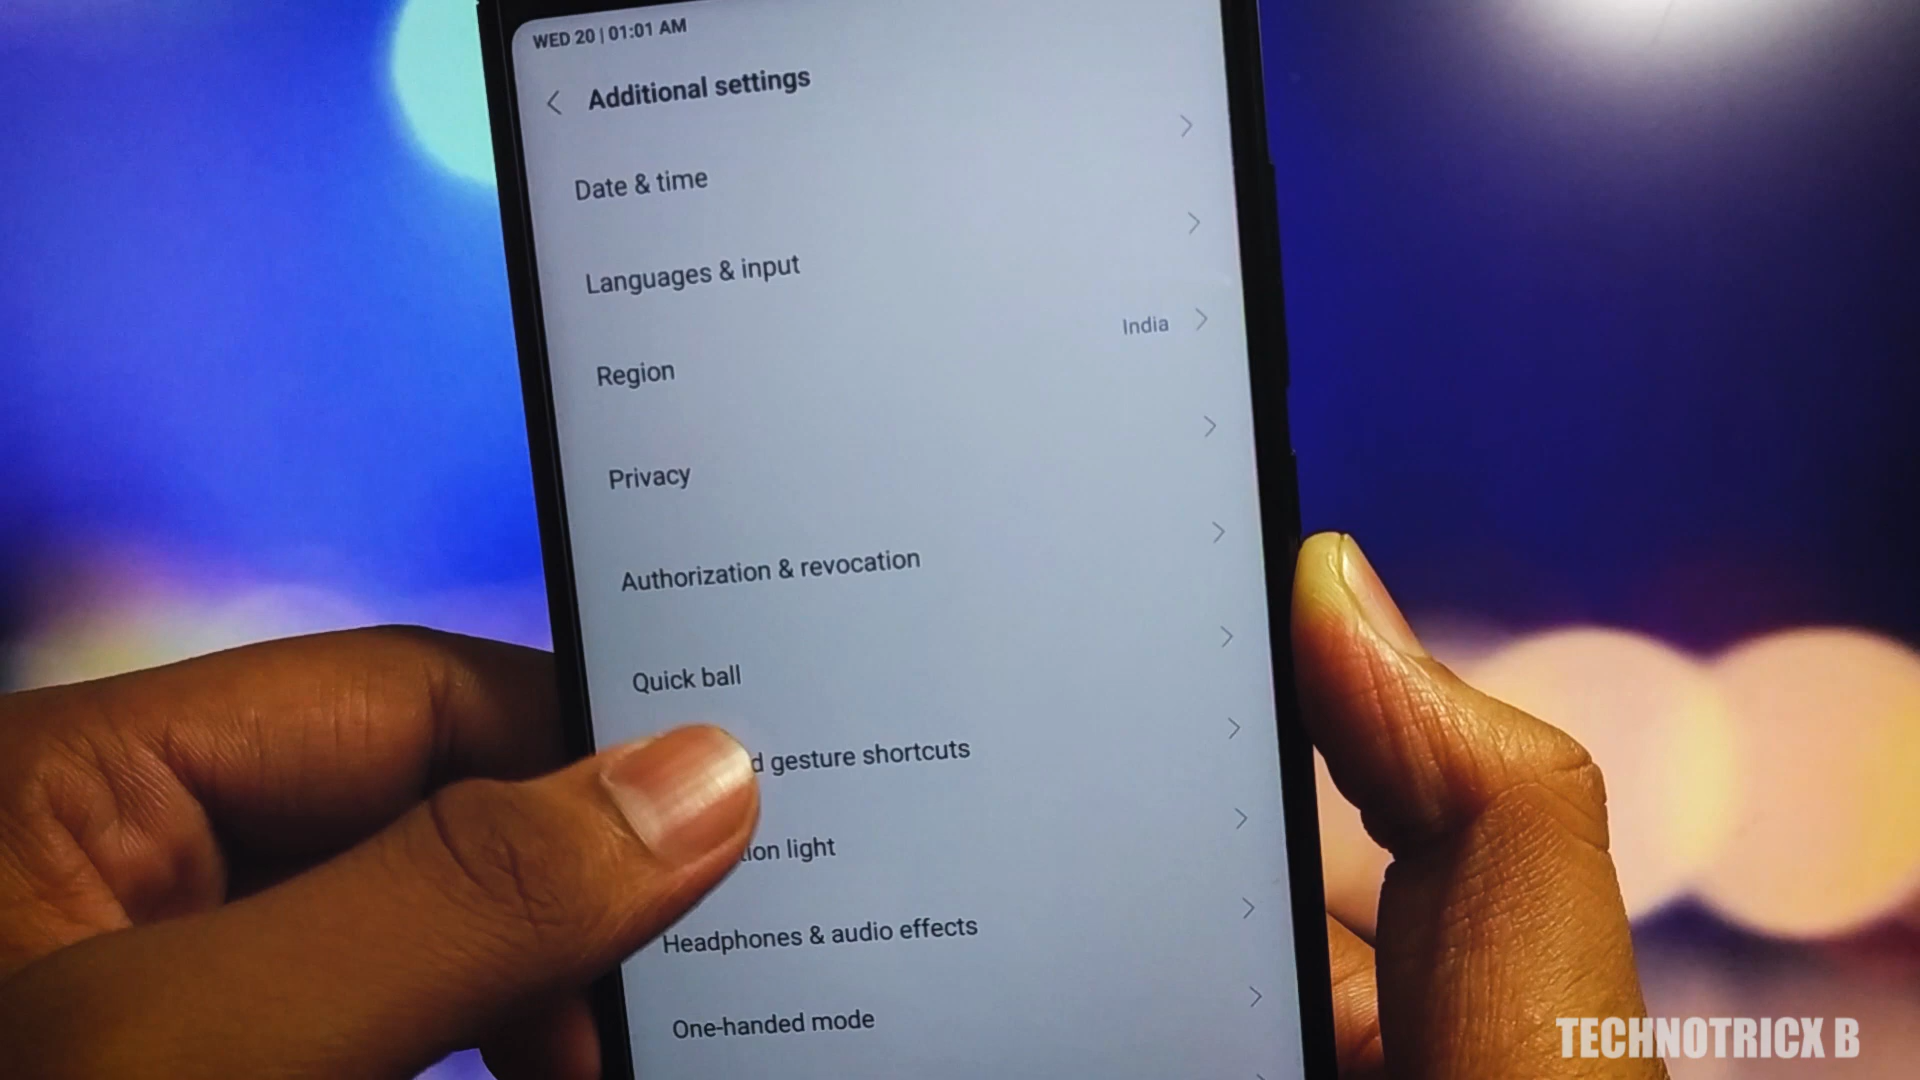 WED 20 | 01:01 AM
Additional settings
Date & time
Languages & input
Region
India
Privacy
Authorization & revocation
Quick ball
gesture shortcuts
light
Headphones & audio effects
One-handed mode
TECHNOTRICX B